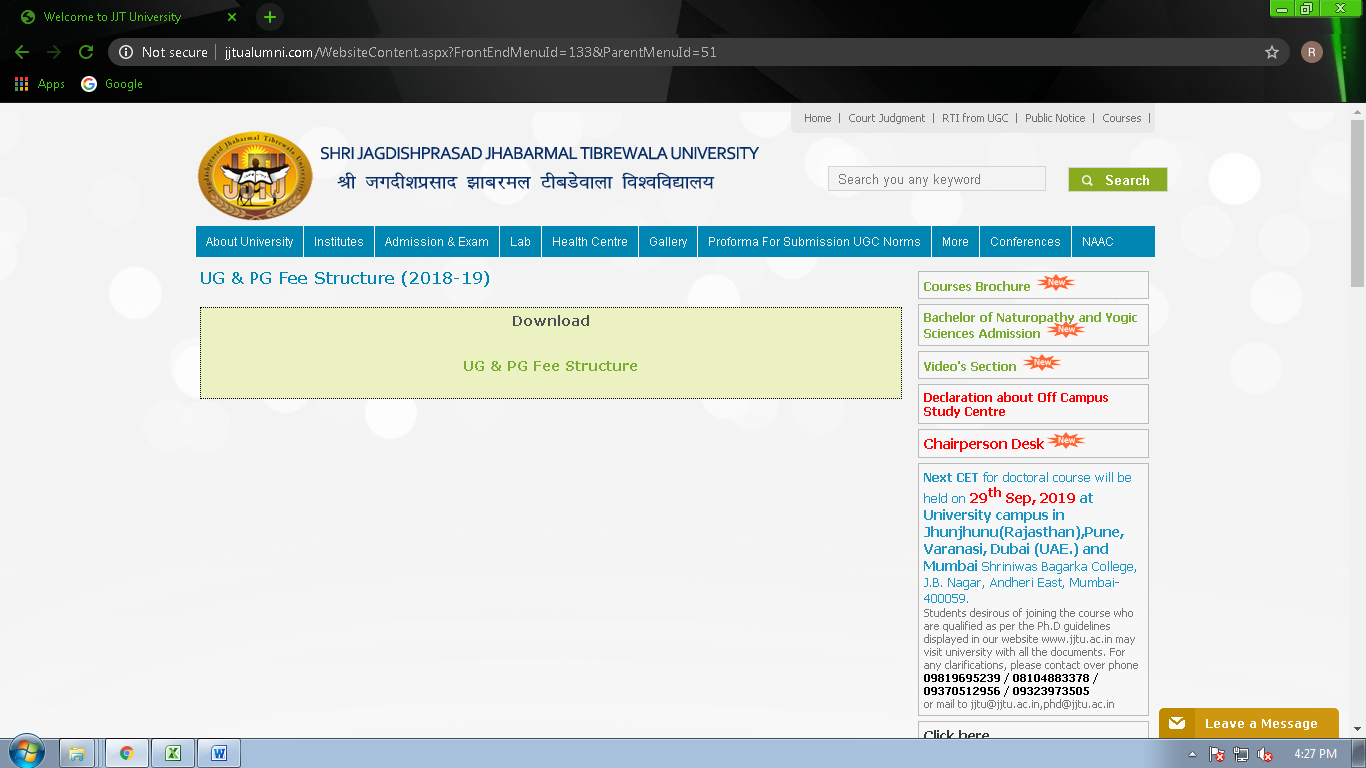 Welcome to JJT University
Not secure
jjtualumni.com/WebsiteContent.aspx?FrontEndMenuId=133&ParentMenuId=51
R
Apps
Google
Home | Court Judgment | RTI from UGC | Public Notice | Courses |
JJTU
SHRI JAGDISHPRASAD JHABARMAL TIBREWALA UNIVERSITY
श्री जगदीशप्रसाद झाबरमल टीबडेवाला विश्वविद्यालय
Search you any keyword
Search
About University
Institutes
Admission & Exam
Lab
Health Centre
Gallery
Proforma For Submission UGC Norms
More
Conferences
NAAC
UG & PG Fee Structure (2018-19)
Download
UG & PG Fee Structure
Courses Brochure New
Bachelor of Naturopathy and Yogic
Sciences Admission New
Video's Section New
Declaration about Off Campus
Study Centre
Chairperson Desk New
Next CET for doctoral course will be
held on 29th Sep, 2019 at
University campus in
Jhunjhunu(Rajasthan),Pune,
Varanasi, Dubai (UAE.) and
Mumbai Shriniwas Bagarka College,
J.B. Nagar, Andheri East, Mumbai-
400059.
Students desirous of joining the course who
are qualified as per the Ph.D guidelines
displayed in our website www.jjtu.ac.in may
visit university with all the documents. For
any clarifications, please contact over phone
09819695239 / 08104883378 /
09370512956 / 09323973505
or mail to jjtu@jjtu.ac.in,phd@jjtu.ac.in
Click here
Leave a Message
4:27 PM